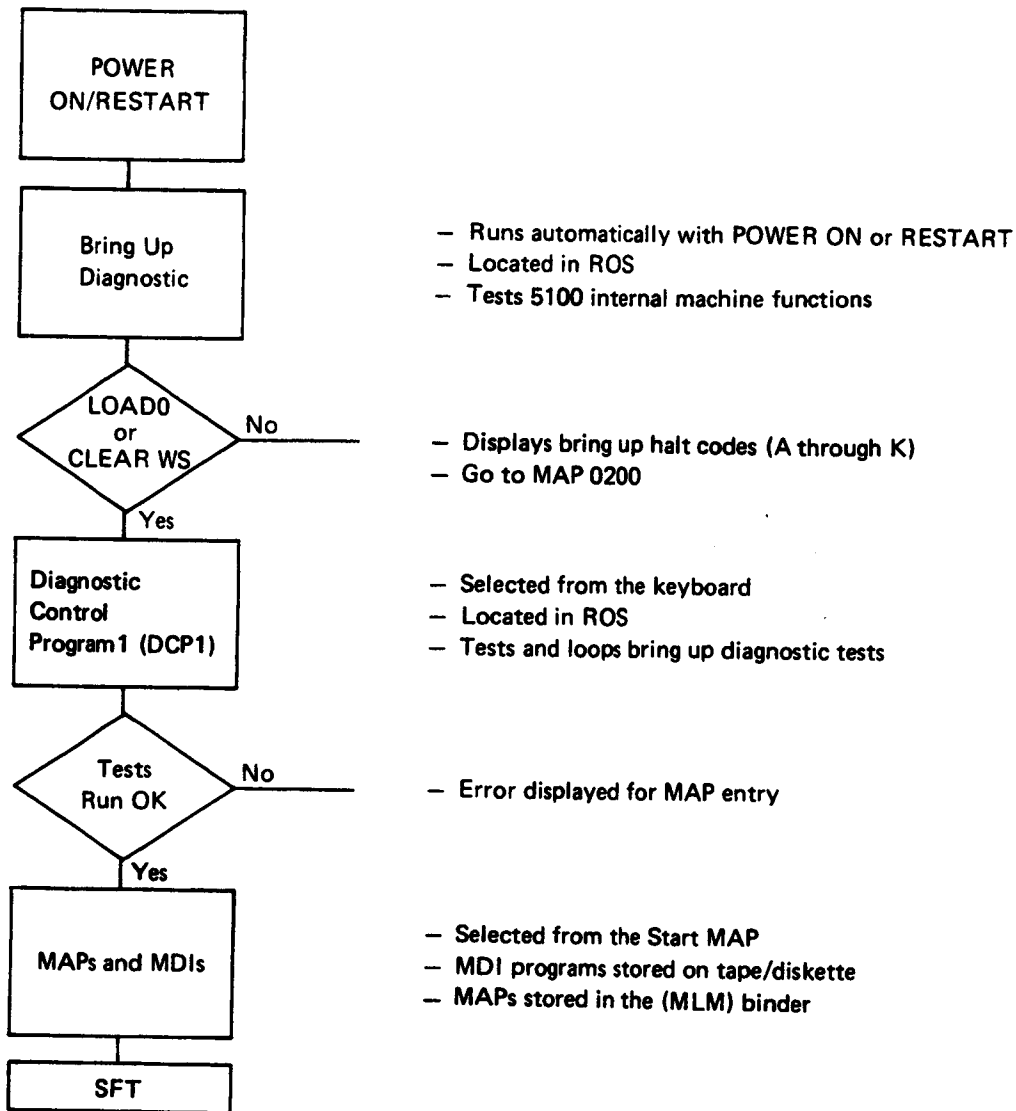 POWER
ON/RESTART
Bring Up
Diagnostic
— Runs automatically with POWER ON or RESTART
— Located in ROS
— Tests 5100 internal machine functions
LOAD0
or
CLEAR WS
No
— Displays bring up halt codes (A through K)
— Go to MAP 0200
Yes
Diagnostic
Control
Program1 (DCP1)
— Selected from the keyboard
— Located in ROS
— Tests and loops bring up diagnostic tests
Tests
Run OK
No
— Error displayed for MAP entry
Yes
MAPs and MDIs
— Selected from the Start MAP
— MDI programs stored on tape/diskette
— MAPs stored in the (MLM) binder
SFT